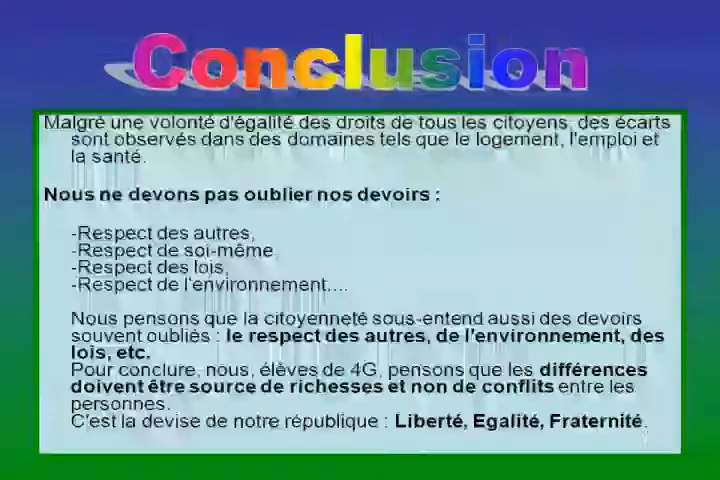 Conclusion
Malgré une volonté d'égalité des droits de tous les citoyens, des écarts
sont observés dans des domaines tels que le logement, l'emploi et
la santé.
Nous ne devons pas oublier nos devoirs :
-Respect des autres,
-Respect de soi-même
-Respect des lois,
-Respect de l'environnement....
Nous pensons que la citoyenneté sous-entend aussi des devoirs
souvent oubliés : le respect des autres, de l'environnement, des
lois, etc.
Pour conclure, nous, élèves de 4G, pensons que les différences
doivent être source de richesses et non de conflits entre les
personnes.
C'est la devise de notre république : Liberté, Egalité, Fraternité.